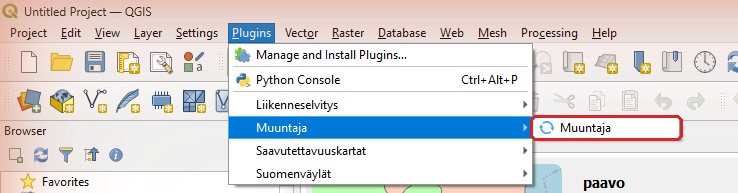 Untitled Project — QGIS
Project Edit View Layer Settings Plugins Vector Raster Database Web Mesh Processing Help
Manage and Install Plugins...
Python Console Ctrl+Alt+P
Liikenneselvitys
Muuntaja
Muuntaja
Saavutettavuuskartat
Suomenväylät
Browser
Favorites
paavo